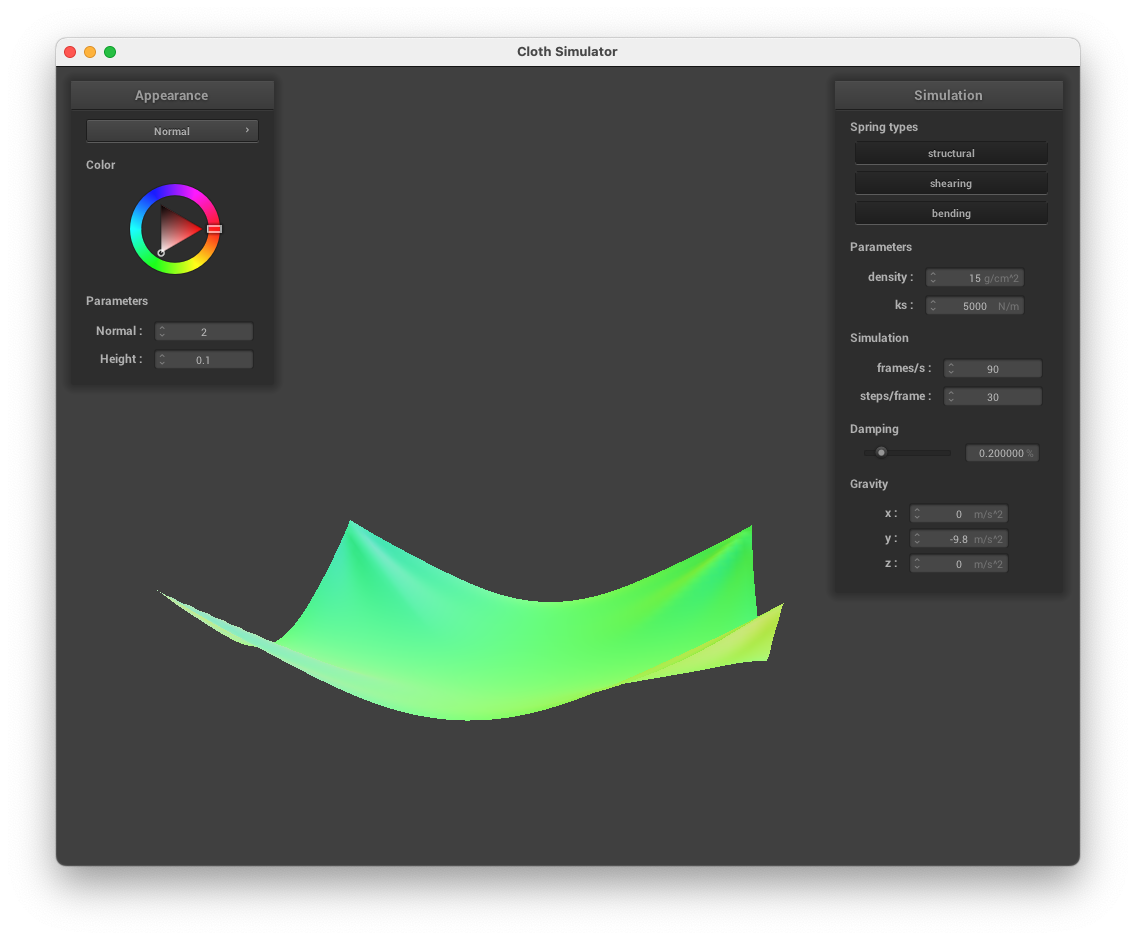 Cloth Simulator
Appearance
Normal
Color
Parameters
Normal : 2
Height : 0.1
Simulation
Spring types
structural
shearing
bending
Parameters
density : 15 g/cm^2
ks : 5000 N/m
Simulation
frames/s : 90
steps/frame : 30
Damping
0.200000 %
Gravity
x : 0 m/s^2
y : -9.8 m/s^2
z : 0 m/s^2